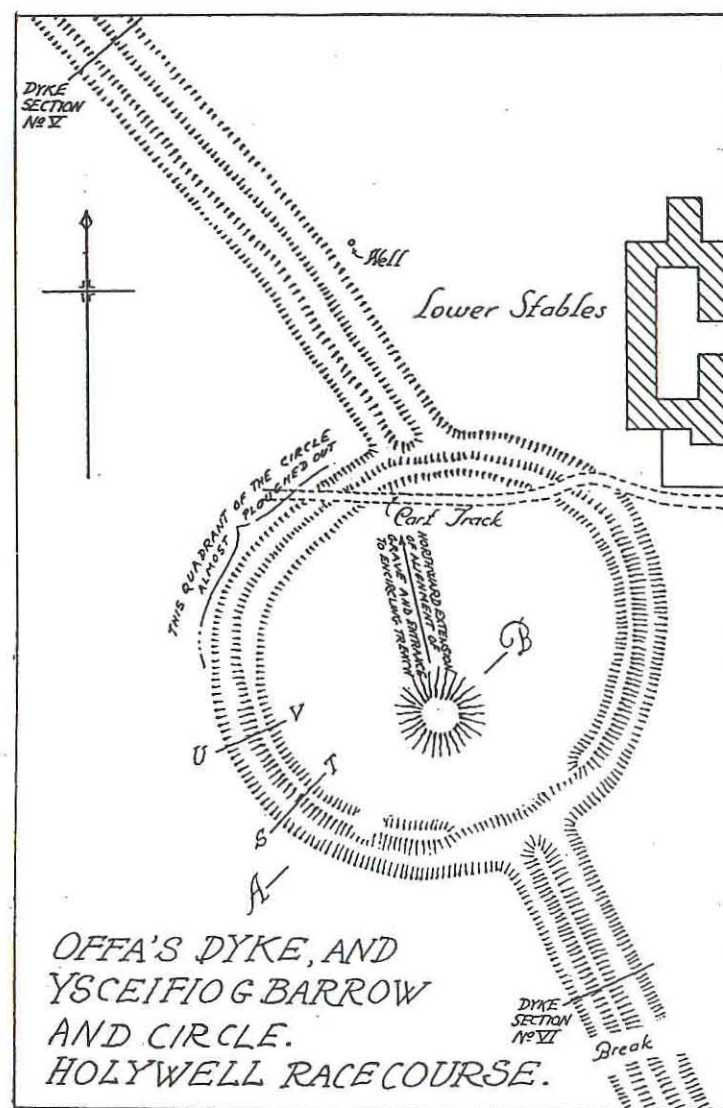 DYKE
SECTION
No V
Well
Lower Stables
THIS QUADRANT OF THE CIRCLE
ALMOST PLOUGHED OUT
Cart Track
NORTHWARD EXTENSION
OF ALIGNMENT OF
GRAVE AND ENTRANCE
TO ENCIRCLING TRENCH
B
V
U
T
S
A
OFFA'S DYKE, AND
YSCEIFIOG BARROW
AND CIRCLE.
HOLYWELL RACECOURSE.
DYKE
SECTION
No VI
Break